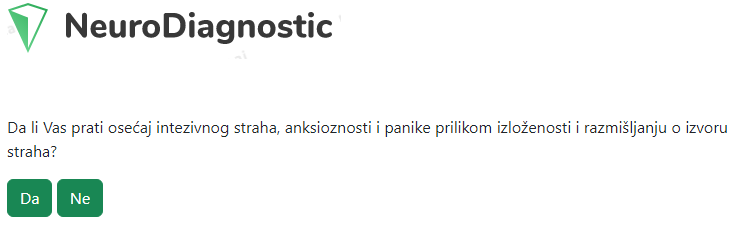 NeuroDiagnostic
Da li Vas prati osećaj intezivnog straha, anksioznosti i panike prilikom izloženosti i razmišljanju o izvoru
straha?
Da Ne